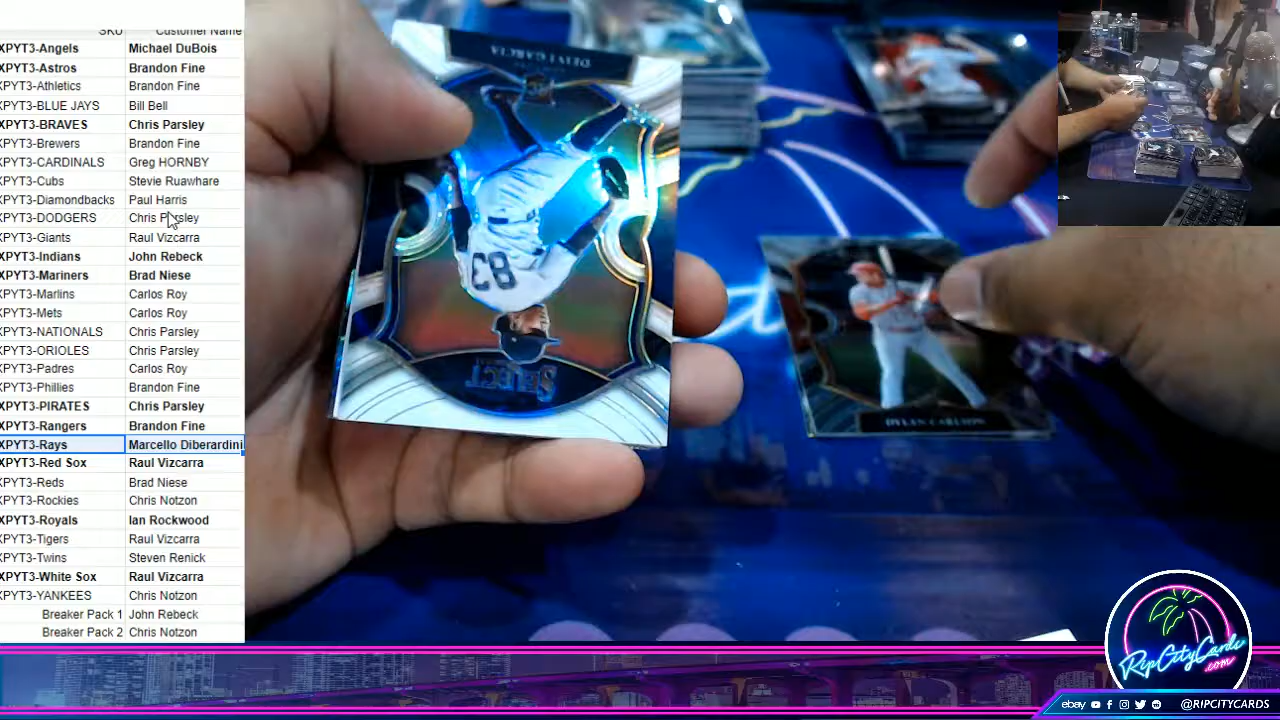 SKU Customer Name
XPYT3-Angels Michael DuBois
XPYT3-Astros Brandon Fine
XPYT3-Athletics Brandon Fine
XPYT3-BLUE JAYS Bill Bell
XPYT3-BRAVES Chris Parsley
XPYT3-Brewers Brandon Fine
XPYT3-CARDINALS Greg HORNBY
XPYT3-Cubs Stevie Ruawhare
XPYT3-Diamondbacks Paul Harris
XPYT3-DODGERS Chris Parsley
XPYT3-Giants Raul Vizcarra
XPYT3-Indians John Rebeck
XPYT3-Mariners Brad Niese
XPYT3-Marlins Carlos Roy
XPYT3-Mets Carlos Roy
XPYT3-NATIONALS Chris Parsley
XPYT3-ORIOLES Chris Parsley
XPYT3-Padres Carlos Roy
XPYT3-Phillies Brandon Fine
XPYT3-PIRATES Chris Parsley
XPYT3-Rangers Brandon Fine
XPYT3-Rays Marcello Diberardini
XPYT3-Red Sox Raul Vizcarra
XPYT3-Reds Brad Niese
XPYT3-Rockies Chris Notzon
XPYT3-Royals Ian Rockwood
XPYT3-Tigers Raul Vizcarra
XPYT3-Twins Steven Renick
XPYT3-White Sox Raul Vizcarra
XPYT3-YANKEES Chris Notzon
Breaker Pack 1 John Rebeck
Breaker Pack 2 Chris Notzon
DEIVI GARCIA
83
SELECT
DYLAN CARLSON
RipCityCards
.com
ebay @RIPCITYCARDS